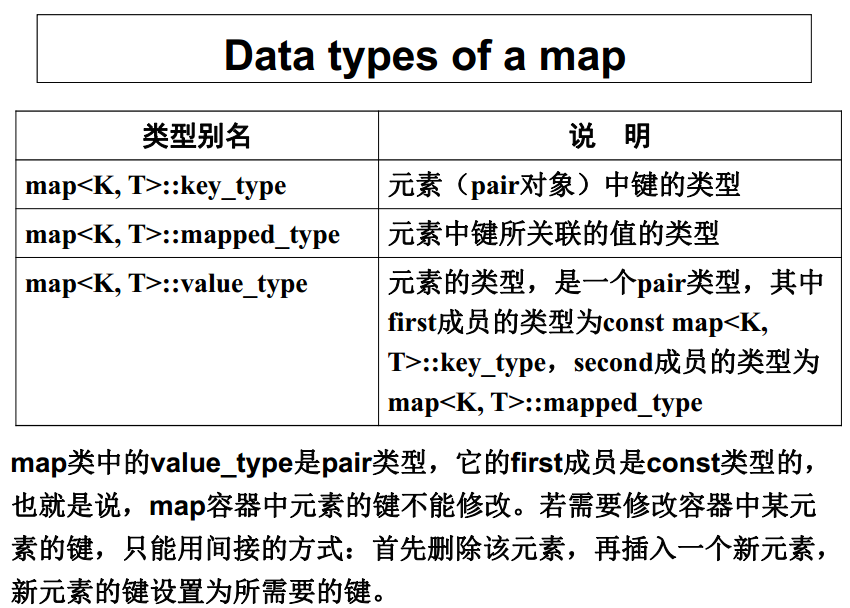 Data types of a map
类型别名 说 明
map<K, T>::key_type 元素（pair对象）中键的类型
map<K, T>::mapped_type 元素中键所关联的值的类型
map<K, T>::value_type 元素的类型，是一个pair类型，其中
first成员的类型为const map<K,
T>::key_type，second成员的类型为
map<K, T>::mapped_type
map类中的value_type是pair类型，它的first成员是const类型的，
也就是说，map容器中元素的键不能修改。若需要修改容器中某元
素的键，只能用间接的方式：首先删除该元素，再插入一个新元素，
新元素的键设置为所需要的键。